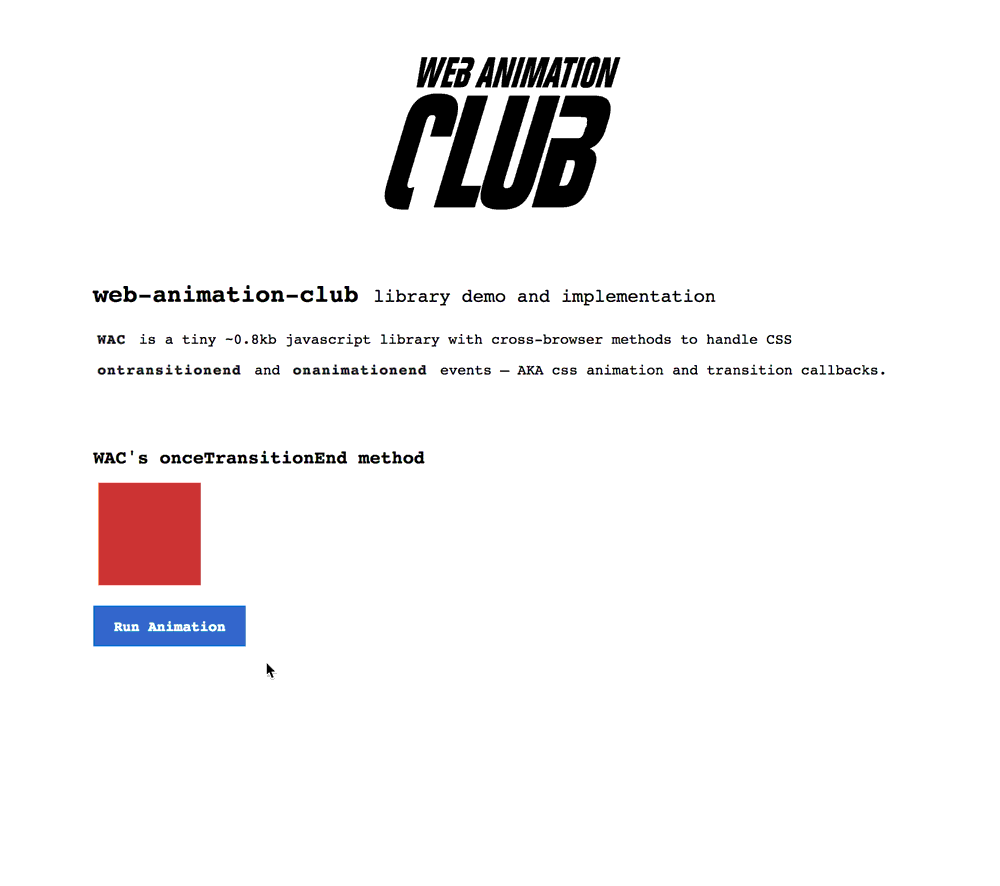 WEB ANIMATION
CLUB
web-animation-club library demo and implementation
WAC is a tiny ~0.8kb javascript library with cross-browser methods to handle CSS
ontransitionend and onanimationend events — AKA css animation and transition callbacks.
WAC's onceTransitionEnd method
Run Animation